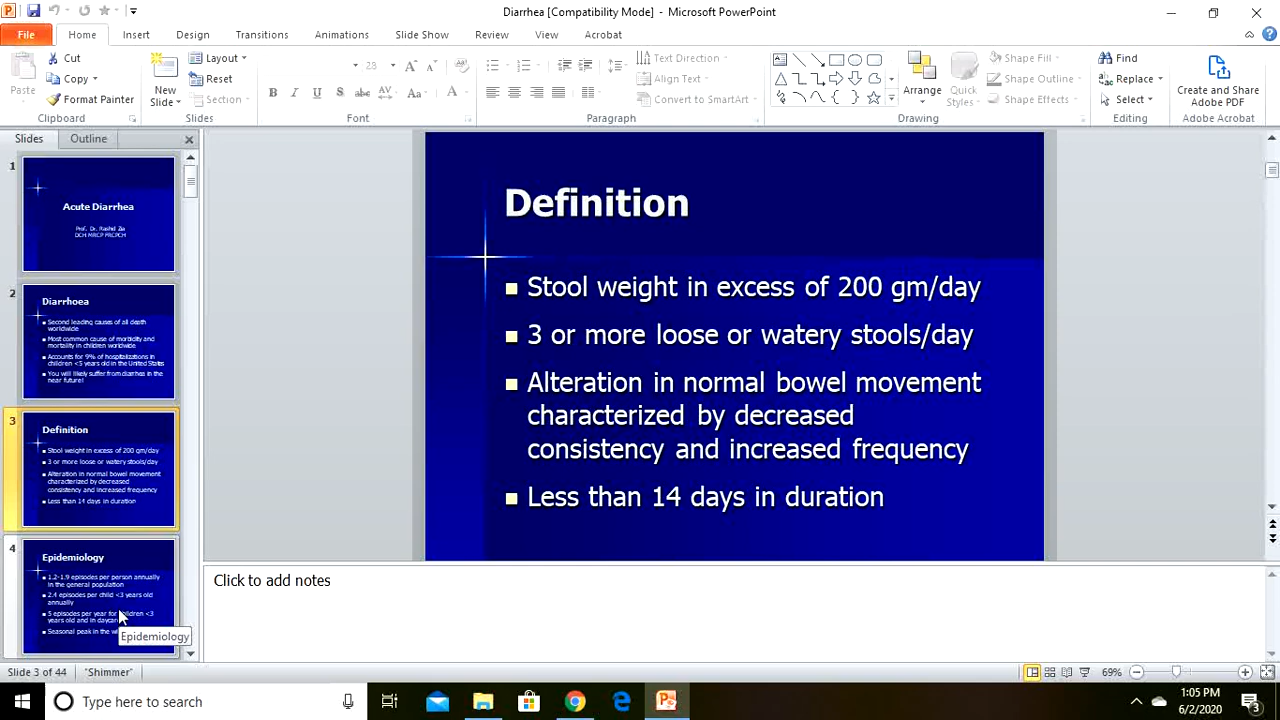 Diarrhea [Compatibility Mode] - Microsoft PowerPoint
File Home Insert Design Transitions Animations Slide Show Review View Acrobat
Paste
Cut
Copy
Format Painter
Clipboard
New Slide
Layout
Reset
Section
Slides
28
B I U S abc AV Aa A
Font
Text Direction
Align Text
Convert to SmartArt
Paragraph
Arrange
Quick Styles
Shape Fill
Shape Outline
Shape Effects
Drawing
Find
Replace
Select
Editing
Create and Share
Adobe PDF
Adobe Acrobat
Slides Outline
1
Acute Diarrhea
Prof. Dr. Rashid Zia
DCH MRCP FRCPCH
2
Diarrhoea
Second leading causes of all death
worldwide
Most common cause of morbidity and
mortality in children worldwide
Accounts for 9% of hospitalizations in
children <5 years old in the United States
You will likely suffer from diarrhea in the
near future!
3
Definition
Stool weight in excess of 200 gm/day
3 or more loose or watery stools/day
Alteration in normal bowel movement
characterized by decreased
consistency and increased frequency
Less than 14 days in duration
4
Epidemiology
1.2-1.9 episodes per person annually
in the general population
2.4 episodes per child <3 years old
annually
5 episodes per year for children <3
years old and in daycare
Seasonal peak in the
Epidemiology
Definition
Stool weight in excess of 200 gm/day
3 or more loose or watery stools/day
Alteration in normal bowel movement
characterized by decreased
consistency and increased frequency
Less than 14 days in duration
Click to add notes
Slide 3 of 44 "Shimmer" 69%
Type here to search
1:05 PM
6/2/2020
3